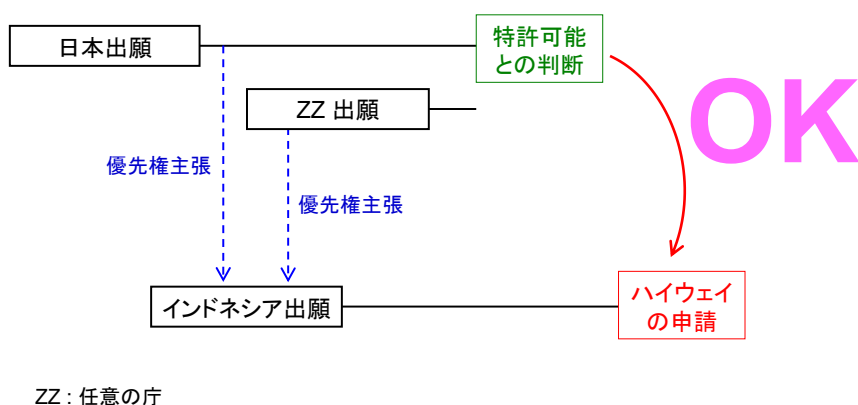 日本出願
特許可能
との判断
ZZ 出願
OK
優先権主張
優先権主張
インドネシア出願
ハイウェイ
の申請
ZZ : 任意の庁